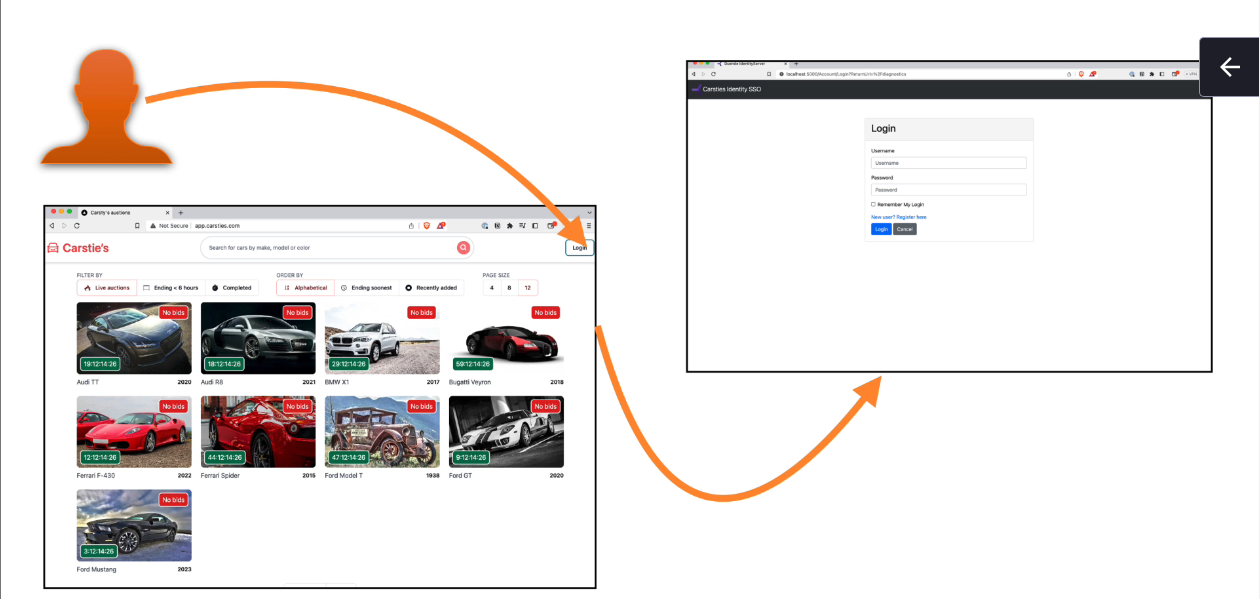 Carsty's auctions
Not Secure app.carsties.com
Carstie's
Search for cars by make, model or color
Login
FILTER BY
Live auctions
Ending < 6 hours
Completed
ORDER BY
Alphabetical
Ending soonest
Recently added
PAGE SIZE
4 8 12
No bids
19:12:14:26
Audi TT 2020
No bids
18:12:14:26
Audi R8 2021
No bids
29:12:14:26
BMW X1 2017
No bids
59:12:14:26
Bugatti Veyron 2018
No bids
12:12:14:26
Ferrari F-430 2022
No bids
44:12:14:26
Ferrari Spider 2015
No bids
47:12:14:26
Ford Model T 1938
No bids
9:12:14:26
Ford GT 2020
No bids
3:12:14:26
Ford Mustang 2023
Duende IdentityServer
Carsties Identity SSO
Login
Username
Username
Password
Password
Remember My Login
New user? Register here
Login Cancel